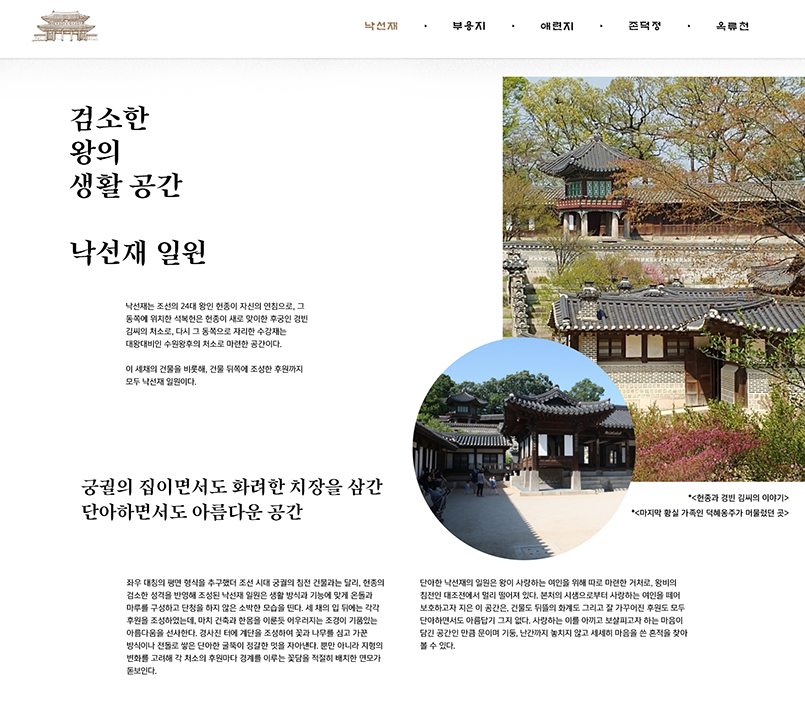 낙선재 · 부용지 · 애련지 · 존덕정 · 옥류천
검소한
왕의
생활 공간
낙선재 일원
낙선재는 조선의 24대 왕인 헌종이 자신의 연침으로, 그
동쪽에 위치한 석복헌은 헌종이 새로 맞이한 후궁인 경빈
김씨의 처소로, 다시 그 동쪽으로 자리한 수강재는
대왕대비인 수원왕후의 처소로 마련한 공간이다.
이 세채의 건물을 비롯해, 건물 뒤쪽에 조성한 후원까지
모두 낙선재 일원이다.
궁궐의 집이면서도 화려한 치장을 삼간
단아하면서도 아름다운 공간
*<헌종과 경빈 김씨의 이야기>
*<마지막 황실 가족인 덕혜옹주가 머물렀던 곳>
좌우 대칭의 평면 형식을 추구했더 조선 시대 궁궐의 침전 건물과는 달리, 헌종의
검소한 성격을 반영해 조성된 낙선재 일원은 생활 방식과 기능에 맞게 온돌과
마루를 구성하고 단청을 하지 않은 소박한 모습을 띤다. 세 채의 집 뒤에는 각각
후원을 조성하였는데, 마치 건축과 한몸을 이룬듯 어우러지는 조경이 기품있는
아름다움을 선사한다. 경사진 터에 계단을 조성하여 꽃과 나무를 심고 가꾼
방식이나 전돌로 쌓은 단아한 굴뚝이 정갈한 멋을 자아낸다. 뿐만 아니라 지형의
변화를 고려해 각 처소의 후원마다 경계를 이루는 꽃담을 적절히 배치한 면모가
돋보인다.
단아한 낙선재의 일원은 왕이 사랑하는 여인을 위해 따로 마련한 거처로, 왕비의
침전인 대조전에서 멀리 떨어져 있다. 본처의 시샘으로부터 사랑하는 여인을 떼어
보호하고자 지은 이 공간은, 건물도 뒤뜰의 화계도 그리고 잘 가꾸어진 후원도 모두
단아하면서도 아름답기 그지 없다. 사랑하는 이를 아끼고 보살피고자 하는 마음이
담긴 공간인 만큼 문이며 기둥, 난간까지 놓치지 않고 세세히 마음을 쓴 흔적을 찾아
볼 수 있다.